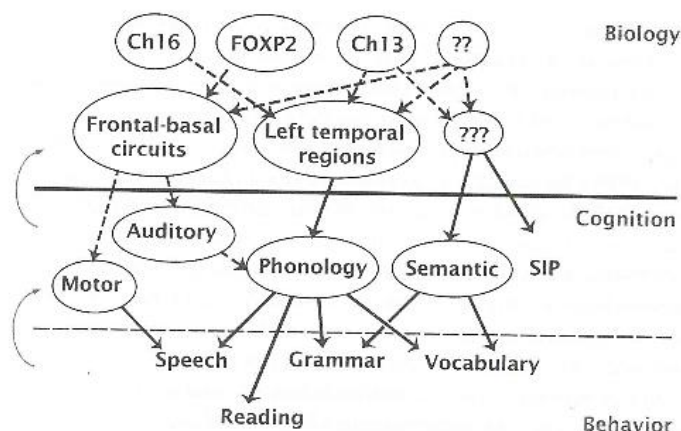 Ch16 FOXP2 Ch13 ?? Biology
Frontal-basal
circuits
Left temporal
regions
???
Cognition
Auditory
Phonology Semantic SIP
Motor
Speech Grammar Vocabulary
Reading
Behavior